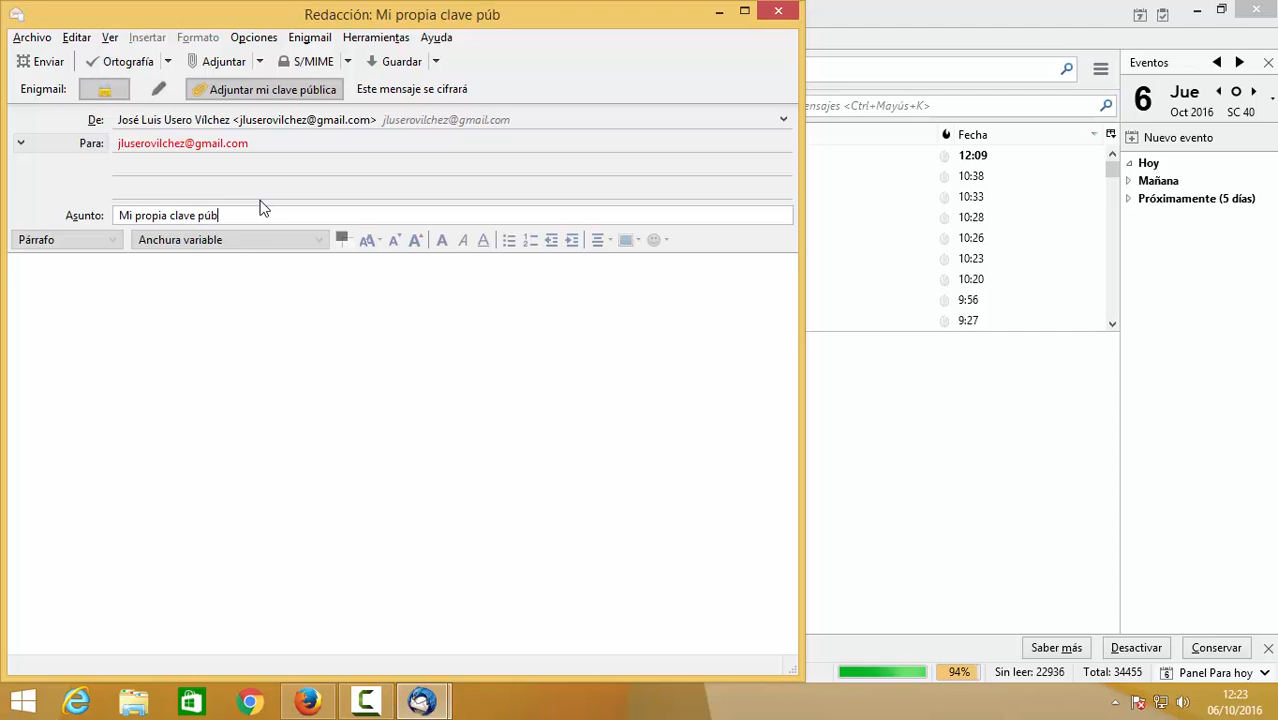 Redacción: Mi propia clave púb
Archivo Editar Ver Insertar Formato Opciones Enigmail Herramientas Ayuda
Enviar Ortografía Adjuntar S/MIME Guardar
Enigmail: Adjuntar mi clave pública Este mensaje se cifrará
De: José Luis Usero Vílchez <jluserovilchez@gmail.com> jluserovilchez@gmail.com
Para: jluserovilchez@gmail.com
Asunto: Mi propia clave púb
Párrafo Anchura variable
mensajes <Ctrl+Mayús+K>
Fecha
12:09
10:38
10:33
10:28
10:26
10:23
10:20
9:56
9:27
Eventos
6 Jue
Oct 2016 SC 40
Nuevo evento
Hoy
Mañana
Próximamente (5 días)
Saber más Desactivar Conservar
94% Sin leer: 22936 Total: 34455 6 Panel Para hoy
12:23
06/10/2016